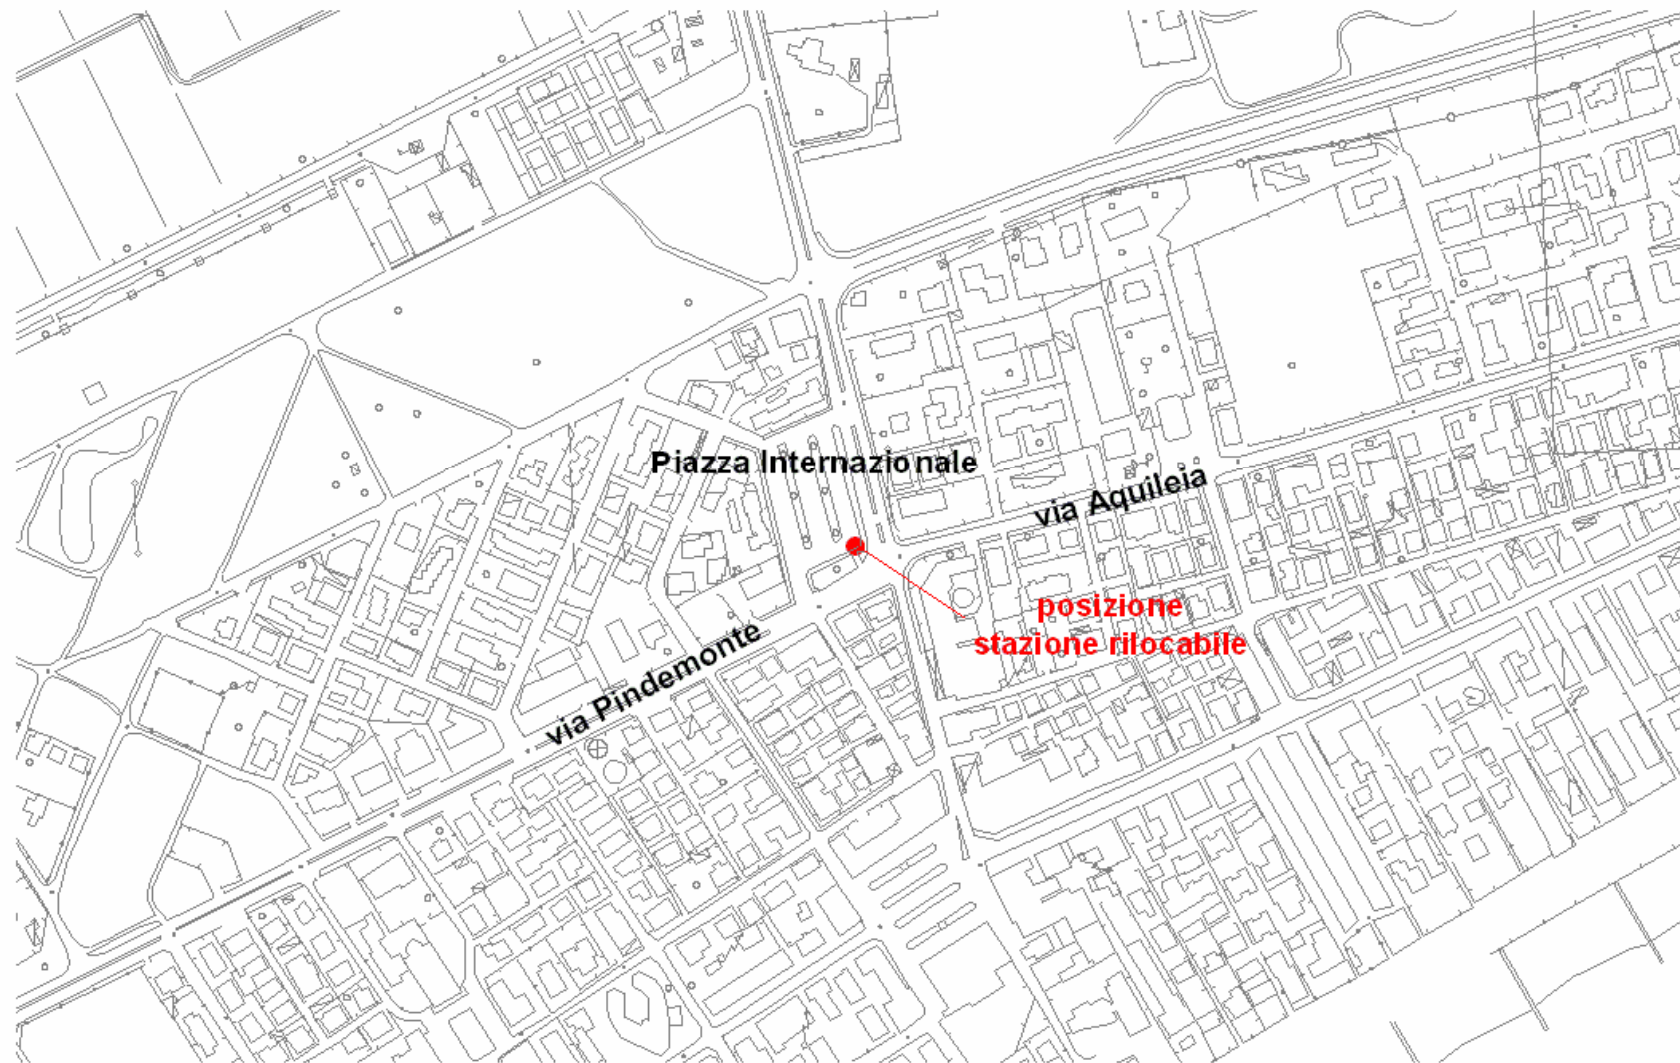 Piazza Internazionale
via Aquileia
posizione
stazione rilocabile
via Pindemonte